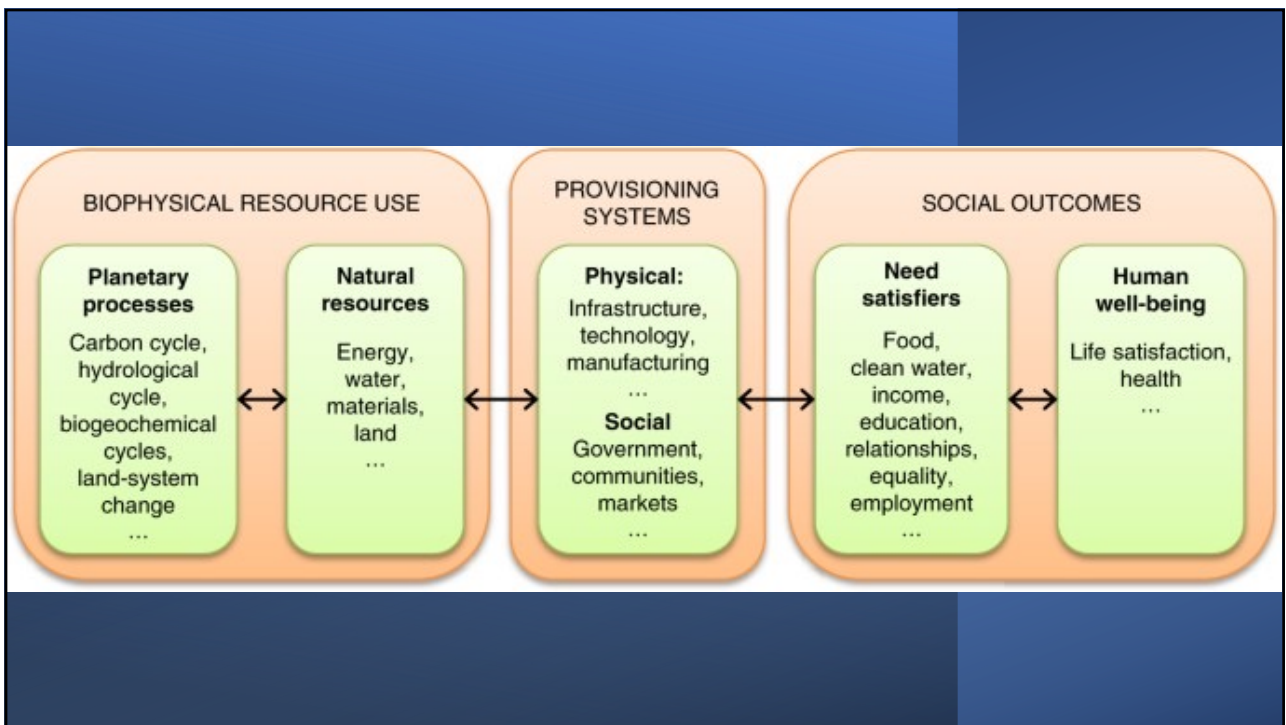 BIOPHYSICAL RESOURCE USE
Planetary
processes
Carbon cycle,
hydrological
cycle,
biogeochemical
cycles,
land-system
change
...
Natural
resources
Energy,
water,
materials,
land
...
PROVISIONING
SYSTEMS
Physical:
Infrastructure,
technology,
manufacturing
...
Social
Government,
communities,
markets
...
SOCIAL OUTCOMES
Need
satisfiers
Food,
clean water,
income,
education,
relationships,
equality,
employment
...
Human
well-being
Life satisfaction,
health
...